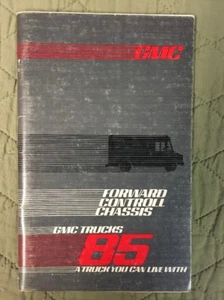 GMC
FORWARD
CONTROLL
CHASSIS
GMC TRUCKS
85
A TRUCK YOU CAN LIVE WITH